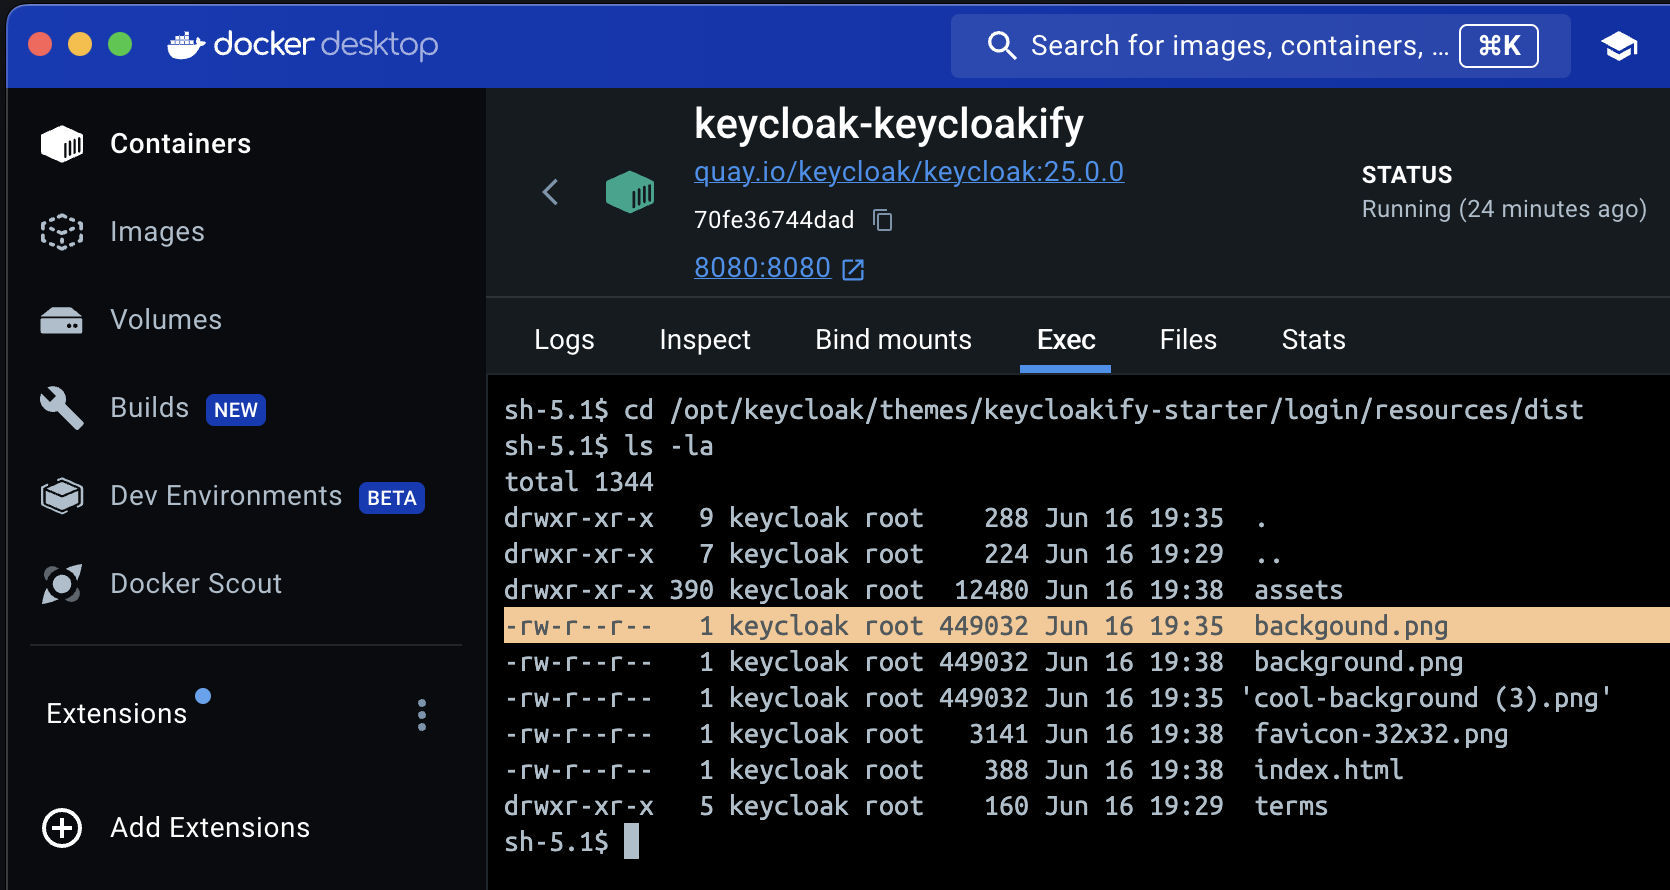 docker desktop
Search for images, containers, ... ⌘K
Containers
Images
Volumes
Builds NEW
Dev Environments BETA
Docker Scout
Extensions
Add Extensions
keycloak-keycloakify
quay.io/keycloak/keycloak:25.0.0
70fe36744dad
8080:8080
STATUS
Running (24 minutes ago)
Logs Inspect Bind mounts Exec Files Stats
sh-5.1$ cd /opt/keycloak/themes/keycloakify-starter/login/resources/dist
sh-5.1$ ls -la
total 1344
drwxr-xr-x   9 keycloak root    288 Jun 16 19:35  .
drwxr-xr-x   7 keycloak root    224 Jun 16 19:29  ..
drwxr-xr-x 390 keycloak root  12480 Jun 16 19:38  assets
-rw-r--r--   1 keycloak root 449032 Jun 16 19:35  backgound.png
-rw-r--r--   1 keycloak root 449032 Jun 16 19:38  background.png
-rw-r--r--   1 keycloak root 449032 Jun 16 19:35 'cool-background (3).png'
-rw-r--r--   1 keycloak root   3141 Jun 16 19:38  favicon-32x32.png
-rw-r--r--   1 keycloak root    388 Jun 16 19:38  index.html
drwxr-xr-x   5 keycloak root    160 Jun 16 19:29  terms
sh-5.1$